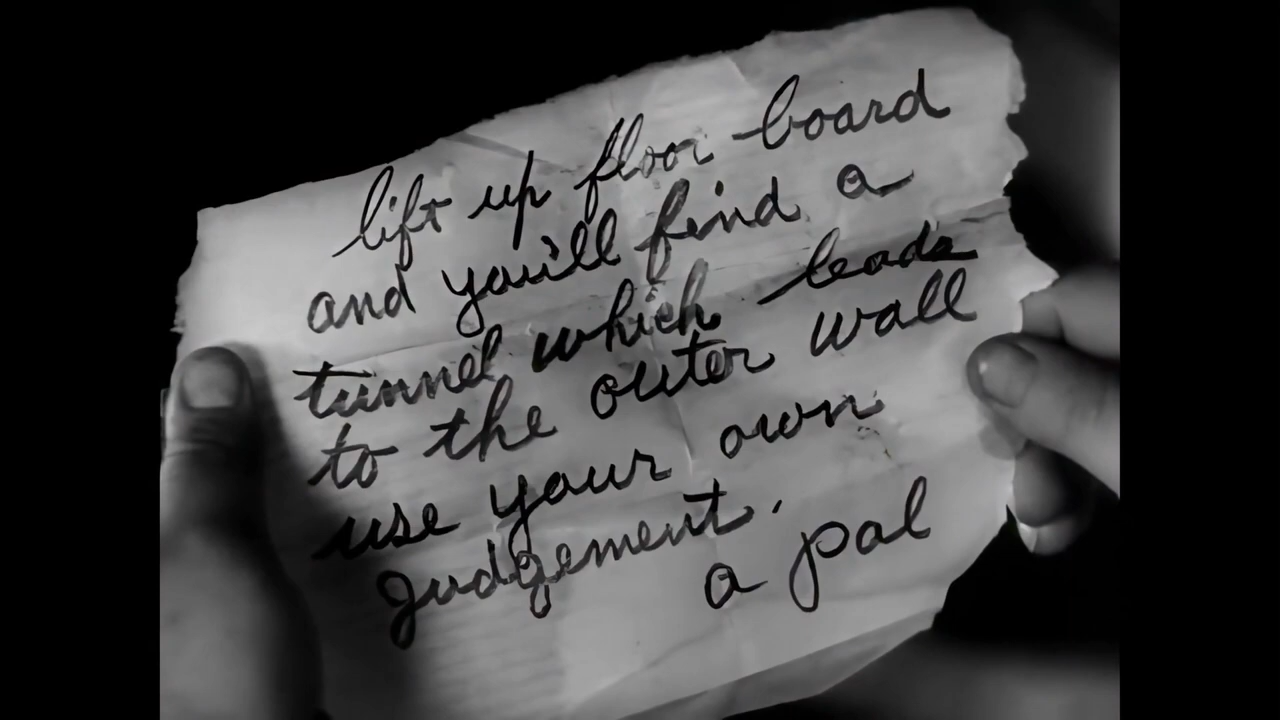 lift up floor board
and you'll find a
tunnel which leads
to the outer wall
use your own
judgement.
a pal